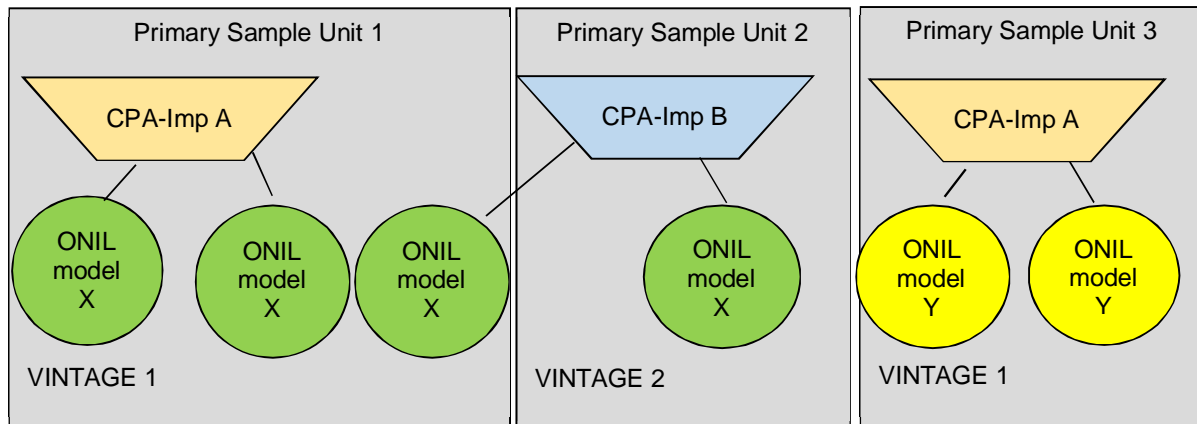 Primary Sample Unit 1
CPA-Imp A
ONIL
model
X
ONIL
model
X
ONIL
model
X
VINTAGE 1
Primary Sample Unit 2
CPA-Imp B
ONIL
model
X
VINTAGE 2
Primary Sample Unit 3
CPA-Imp A
ONIL
model
Y
ONIL
model
Y
VINTAGE 1